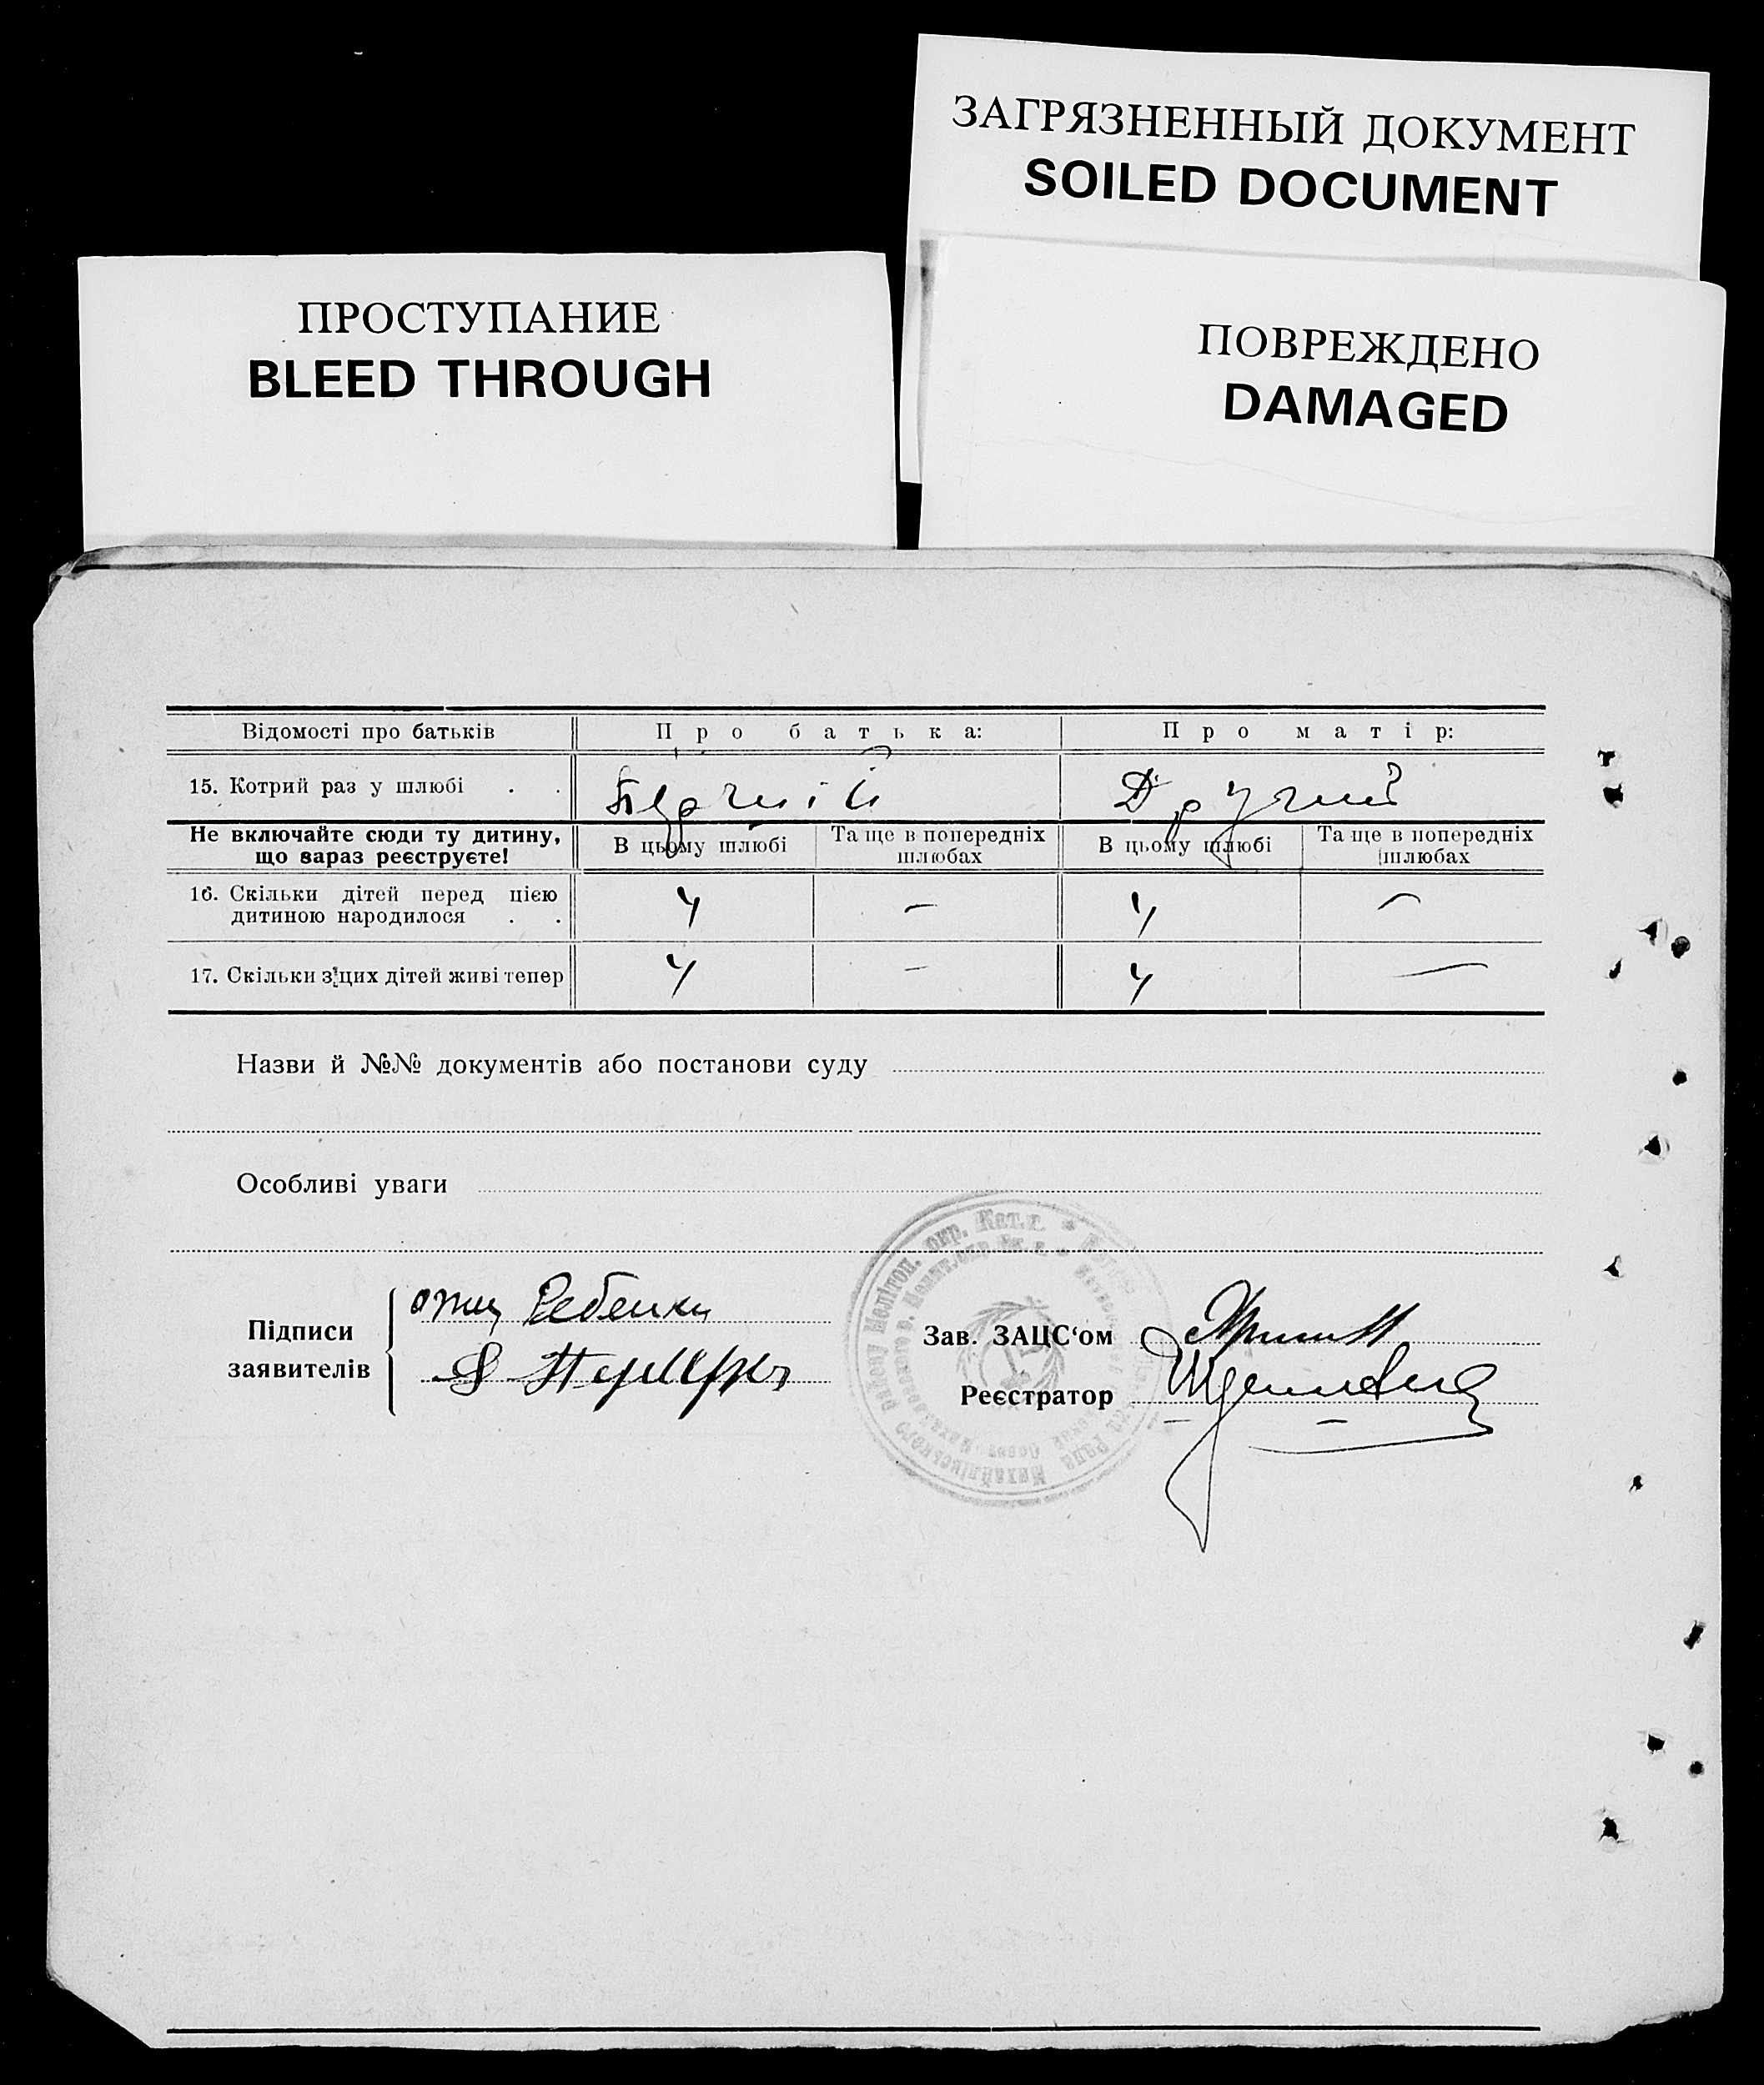 ЗАГРЯЗНЕННЫЙ ДОКУМЕНТ
SOILED DOCUMENT
ПРОСТУПАНИЕ
BLEED THROUGH
ПОВРЕЖДЕНО
DAMAGED
Відомості про батьків Про батька: Про матір:
15. Котрий раз у шлюбі . . Другий
Не включайте сюди ту дитину, що зараз реєструєте! В цьому шлюбі Та ще в попередніх шлюбах В цьому шлюбі Та ще в попередніх шлюбах
16. Скільки дітей перед цією дитиною народилося . . 4 – 4 –
17. Скільки з цих дітей живі тепер 4 – 4 –
Назви й №№ документів або постанови суду
Особливі уваги
Підписи заявителів
отец Ребенка
Зав. ЗАЦС‘ом
Реєстратор